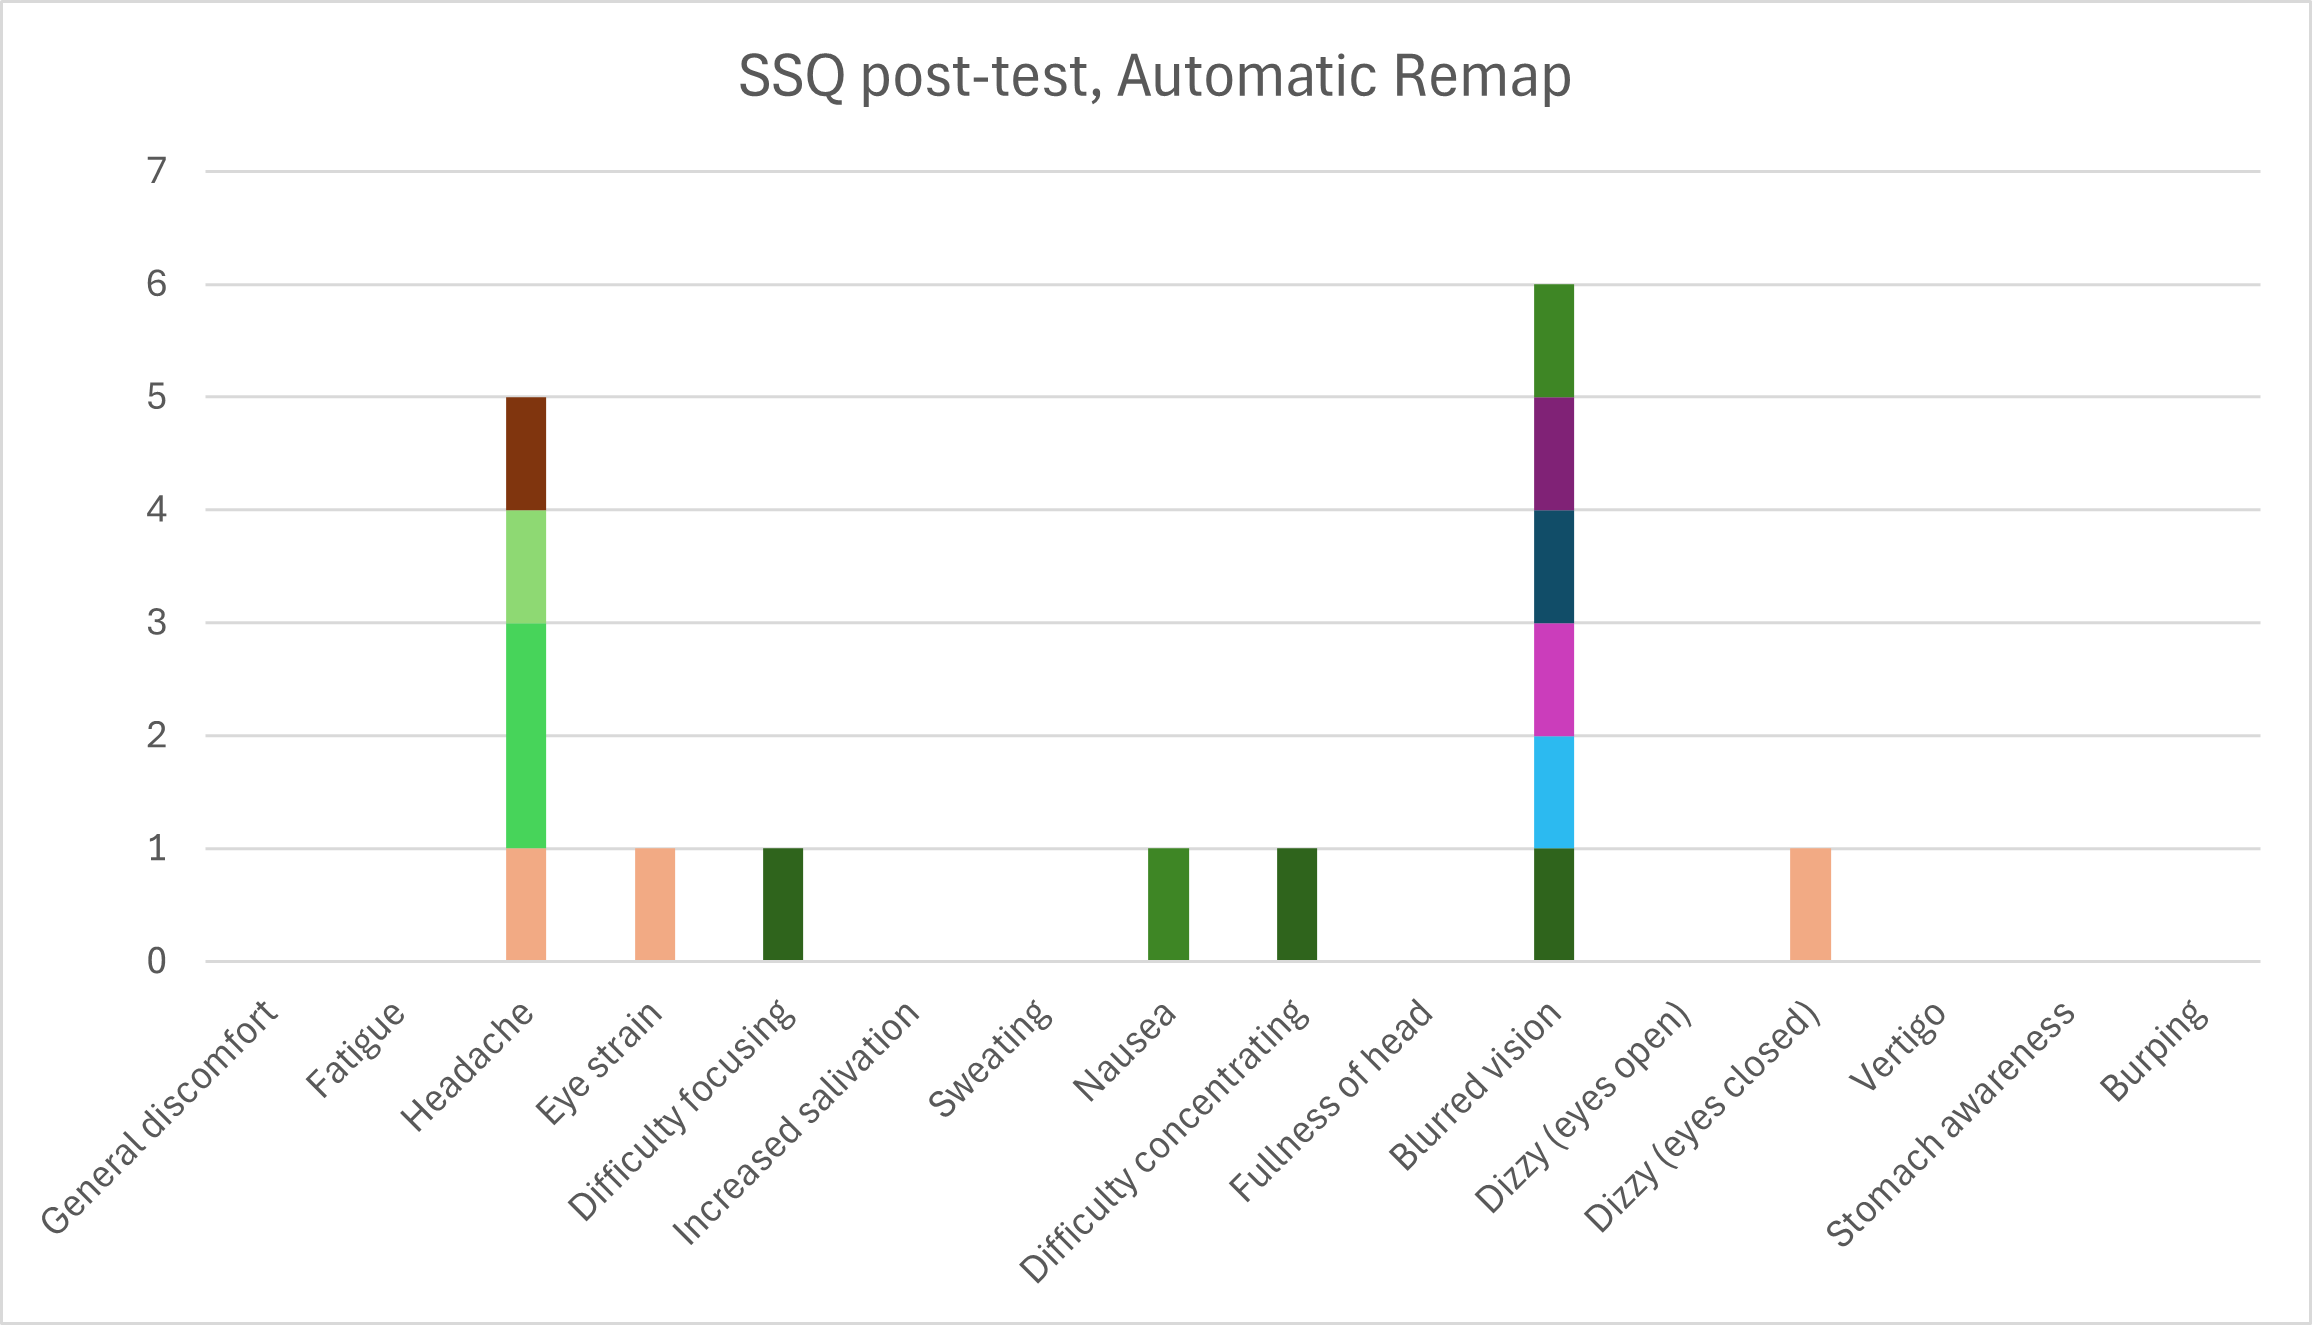 SSQ post-test, Automatic Remap
7
6
5
4
3
2
1
0
General discomfort
Fatigue
Headache
Eye strain
Difficulty focusing
Increased salivation
Sweating
Nausea
Difficulty concentrating
Fullness of head
Blurred vision
Dizzy (eyes open)
Dizzy (eyes closed)
Vertigo
Stomach awareness
Burping